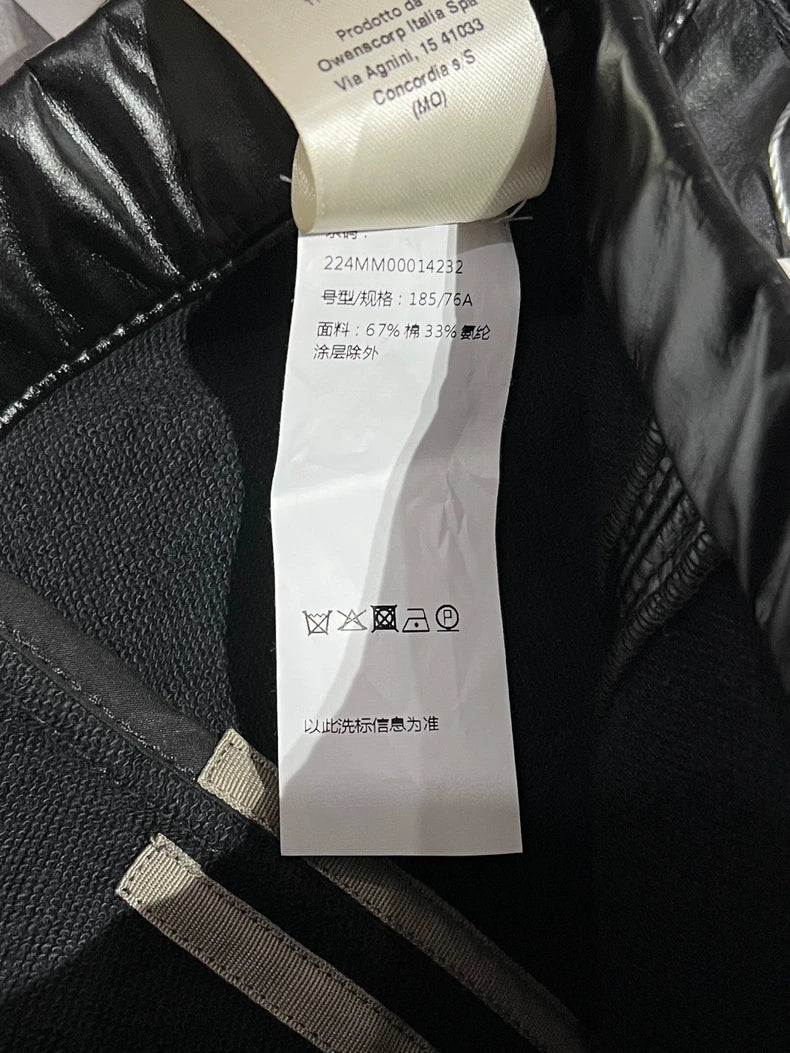 Prodotto da
Owenscorp Italia Spa
Via Agnini, 15 41033
Concordia s/S
(MO)
224MM00014232
号型/规格：185/76A
面料：67% 棉 33% 氨纶
涂层除外
P
以此洗标信息为准